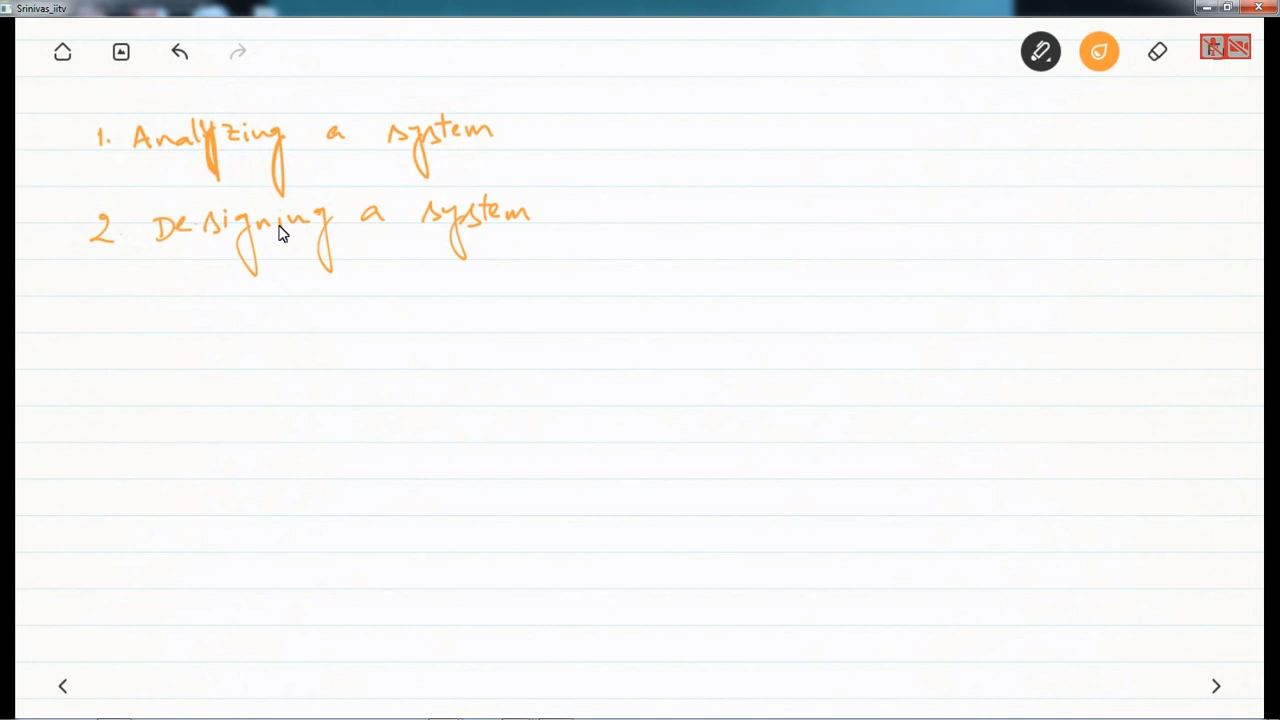 Srinivas_iitv
1. Analyzing a system
2. Designing a system